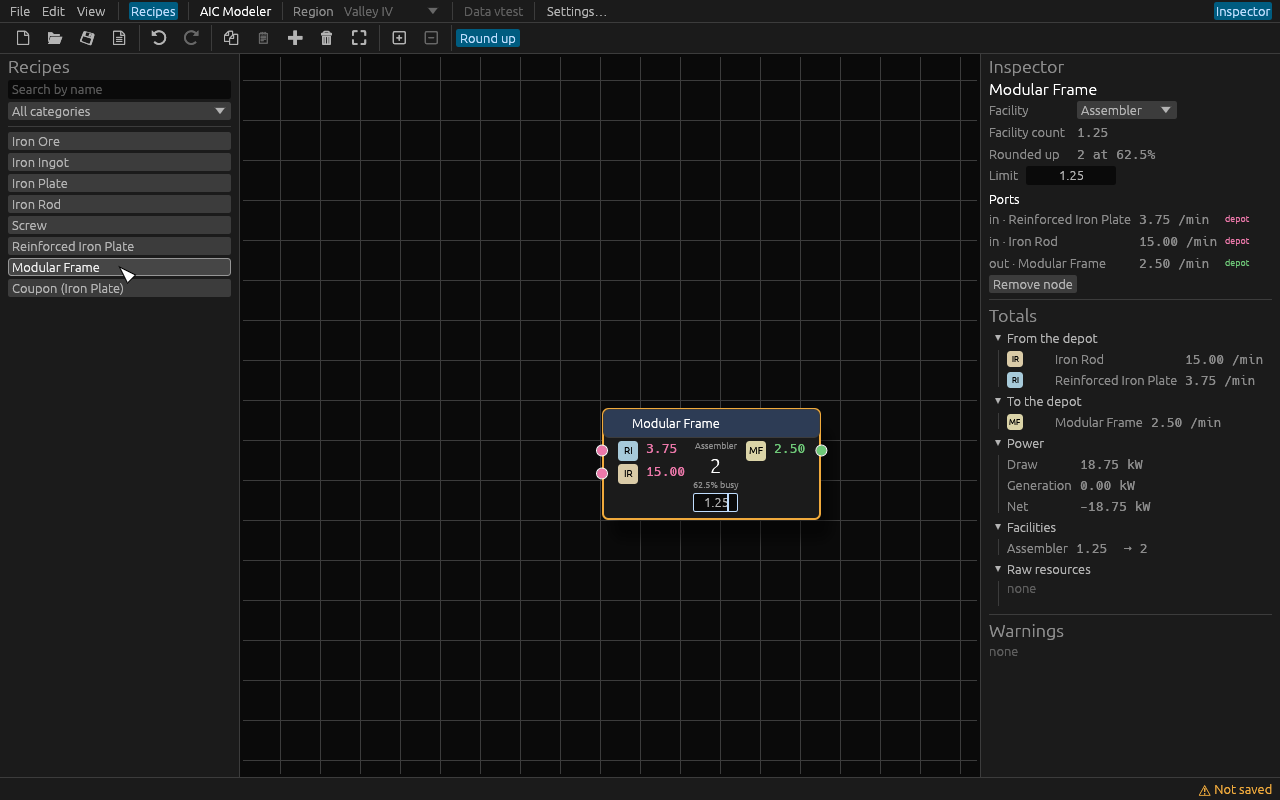 File Edit View Recipes AIC Modeler Region Valley IV Data vtest Settings... Inspector
Round up
Recipes
Search by name
All categories
Iron Ore
Iron Ingot
Iron Plate
Iron Rod
Screw
Reinforced Iron Plate
Modular Frame
Coupon (Iron Plate)
Modular Frame
RI 3.75 Assembler MF 2.50
2
IR 15.00
62.5% busy
1.25
Inspector
Modular Frame
Facility Assembler
Facility count 1.25
Rounded up 2 at 62.5%
Limit 1.25
Ports
in · Reinforced Iron Plate 3.75 /min depot
in · Iron Rod 15.00 /min depot
out · Modular Frame 2.50 /min depot
Remove node
Totals
From the depot
IR Iron Rod 15.00 /min
RI Reinforced Iron Plate 3.75 /min
To the depot
MF Modular Frame 2.50 /min
Power
Draw 18.75 kW
Generation 0.00 kW
Net −18.75 kW
Facilities
Assembler 1.25 → 2
Raw resources
none
Warnings
none
⚠ Not saved